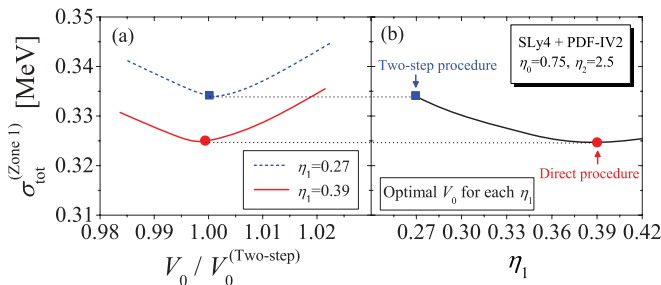 (a)
(b)
σ_tot^(Zone 1) [MeV]
0.35
0.34
0.33
0.32
0.31
η₁=0.27
η₁=0.39
0.98 0.99 1.00 1.01 1.02
V₀ / V₀^(Two-step)
SLy4 + PDF-IV2
η₀=0.75, η₂=2.5
Two-step procedure
Direct procedure
Optimal V₀ for each η₁
0.27 0.30 0.33 0.36 0.39 0.42
η₁